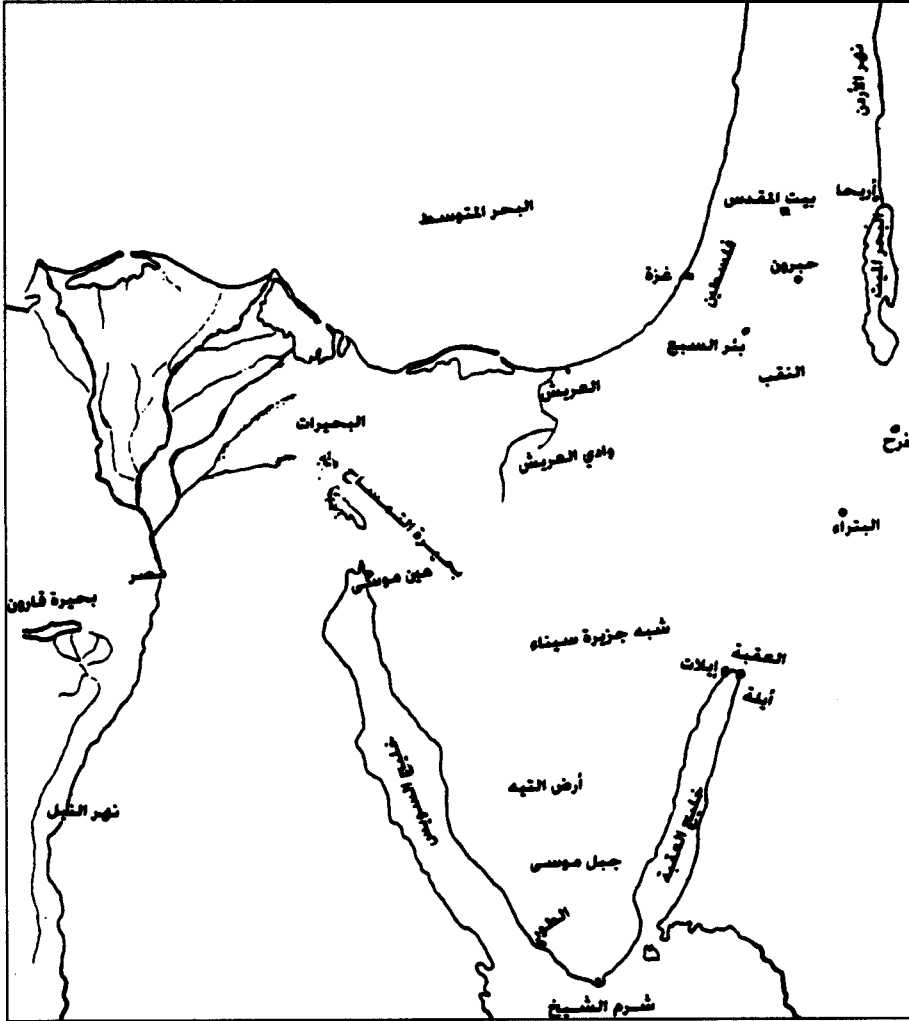 نهر الأردن
أريحا
بيت المقدس
البحر المتوسط
البحر الميت
فلسطين
حبرون
غزة
بئر السبع
النقب
العريش
البحيرات
وادي العريش
البتراء
عين موسى
مصر
بحيرة قارون
شبه جزيرة سيناء
العقبة
إيلات
أيلة
خليج السويس
أرض التيه
خليج العقبة
نهر النيل
جبل موسى
الطور
شرم الشيخ